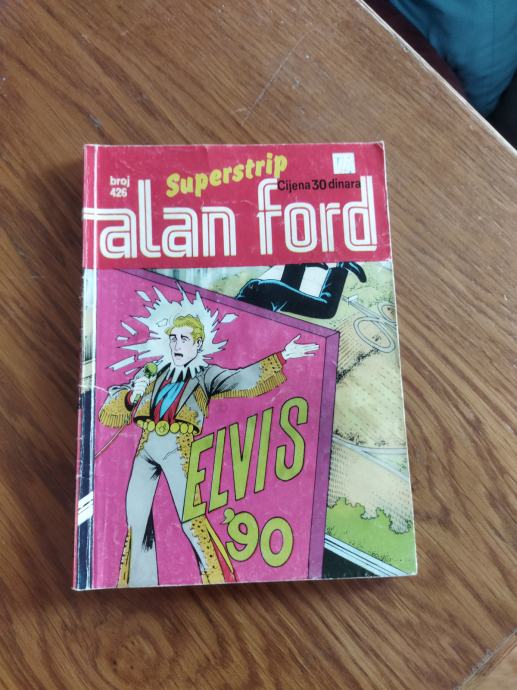 Superstrip
broj
426
Cijena 30 dinara
alan ford
ELVIS
'90